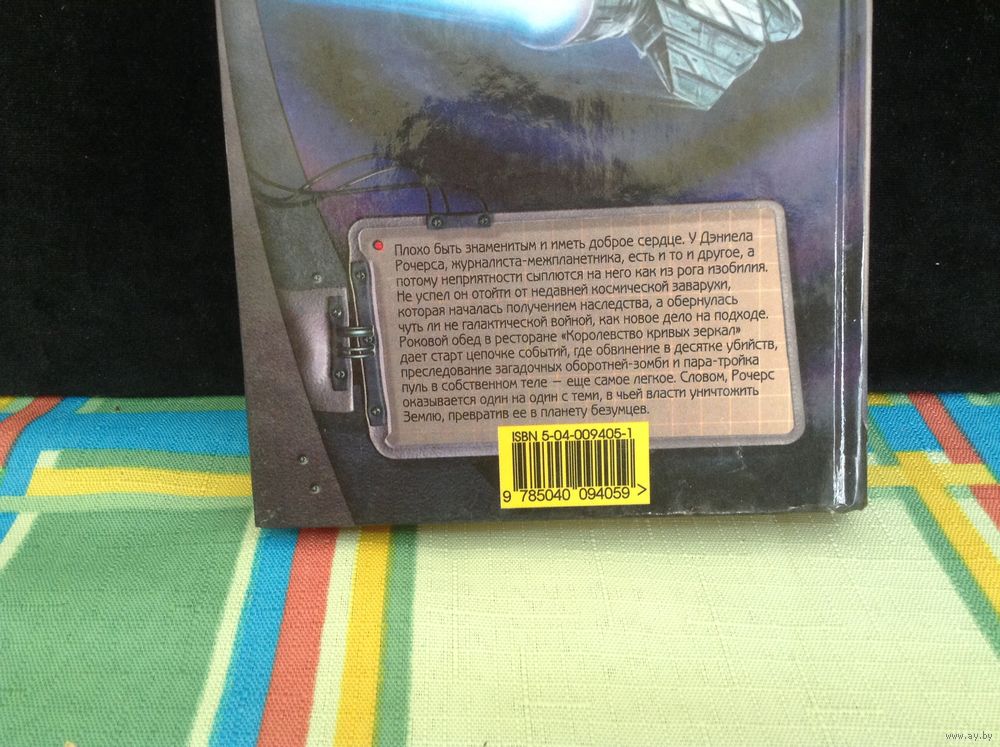 Плохо быть знаменитым и иметь доброе сердце. У Дэниела
Рочерса, журналиста-межпланетника, есть и то и другое, а
потому неприятности сыплются на него как из рога изобилия.
Не успел он отойти от недавней космической заварухи,
которая началась получением наследства, а обернулась
чуть ли не галактической войной, как новое дело на подходе.
Роковой обед в ресторане «Королевство кривых зеркал»
дает старт цепочке событий, где обвинение в десятке убийств,
преследование загадочных оборотней-зомби и пара-тройка
пуль в собственном теле — еще самое легкое. Словом, Рочерс
оказывается один на один с теми, в чьей власти уничтожить
Землю, превратив ее в планету безумцев.
ISBN 5-04-009405-1
9 785040 094059 >
www.ay.by